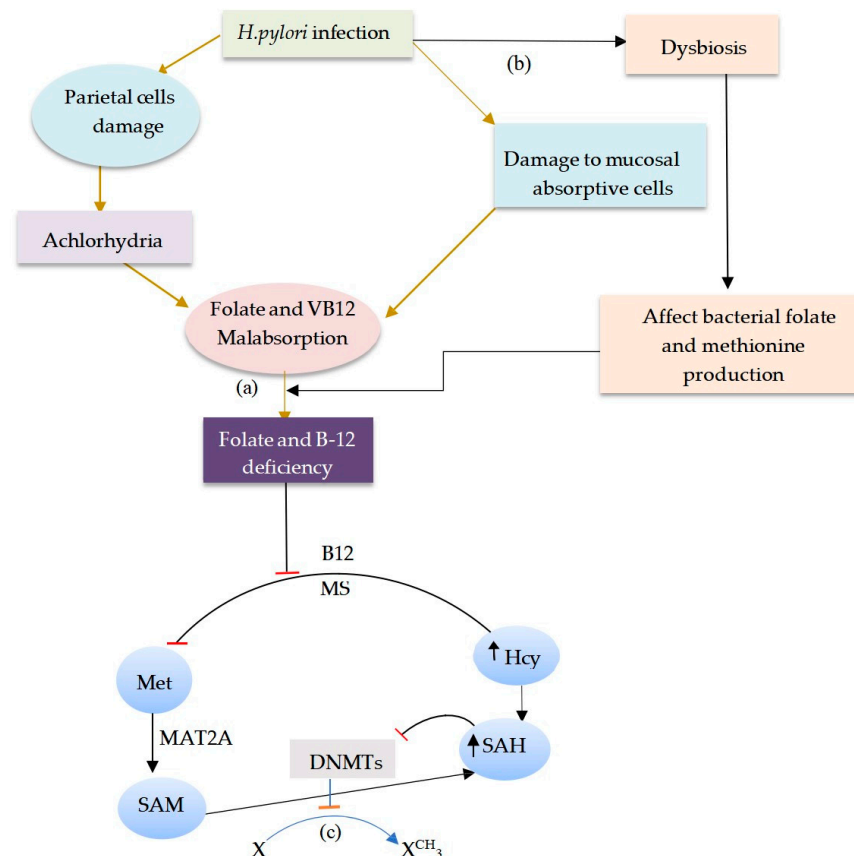 H.pylori infection
(b)
Dysbiosis
Parietal cells
damage
Damage to mucosal
absorptive cells
Achlorhydria
Folate and VB12
Malabsorption
Affect bacterial folate
and methionine
production
(a)
Folate and B-12
deficiency
B12
MS
Hcy
Met
MAT2A
SAH
DNMTs
SAM
(c)
X
XCH3